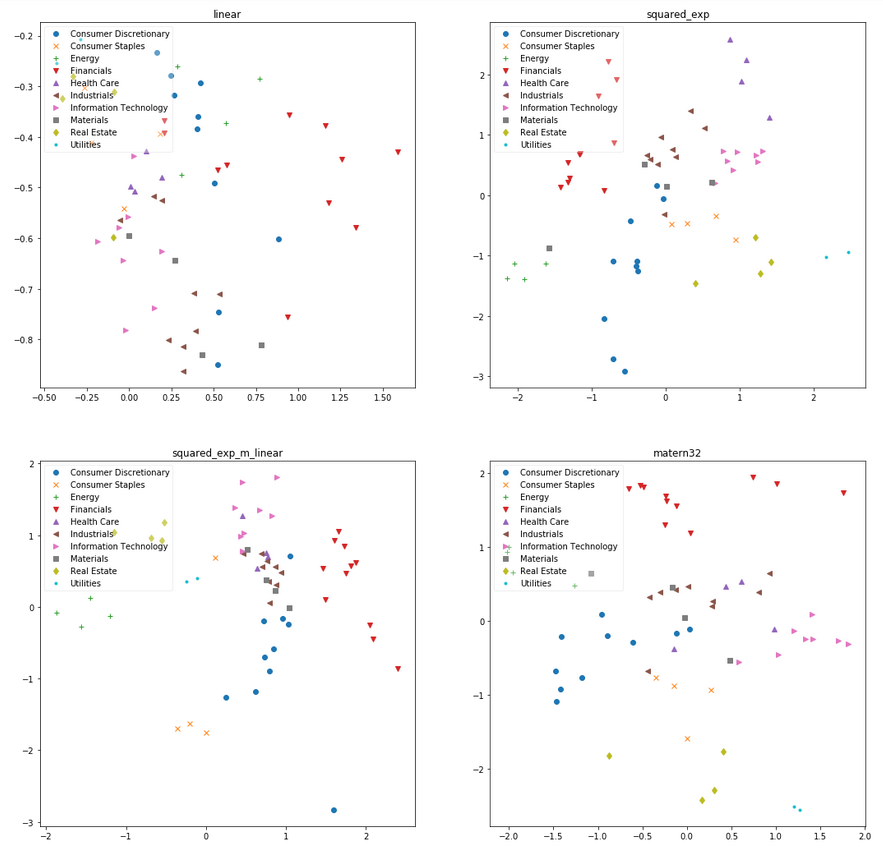 linear
−0.2
−0.3
−0.4
−0.5
−0.6
−0.7
−0.8
−0.50
−0.25
0.00
0.25
0.50
0.75
1.00
1.25
1.50
Consumer Discretionary
Consumer Staples
Energy
Financials
Health Care
Industrials
Information Technology
Materials
Real Estate
Utilities
squared_exp
2
1
0
−1
−2
−3
−2
−1
0
1
2
Consumer Discretionary
Consumer Staples
Energy
Financials
Health Care
Industrials
Information Technology
Materials
Real Estate
Utilities
squared_exp_m_linear
2
1
0
−1
−2
−3
−2
−1
0
1
2
Consumer Discretionary
Consumer Staples
Energy
Financials
Health Care
Industrials
Information Technology
Materials
Real Estate
Utilities
matern32
2
1
0
−1
−2
−2.0
−1.5
−1.0
−0.5
0.0
0.5
1.0
1.5
2.0
Consumer Discretionary
Consumer Staples
Energy
Financials
Health Care
Industrials
Information Technology
Materials
Real Estate
Utilities